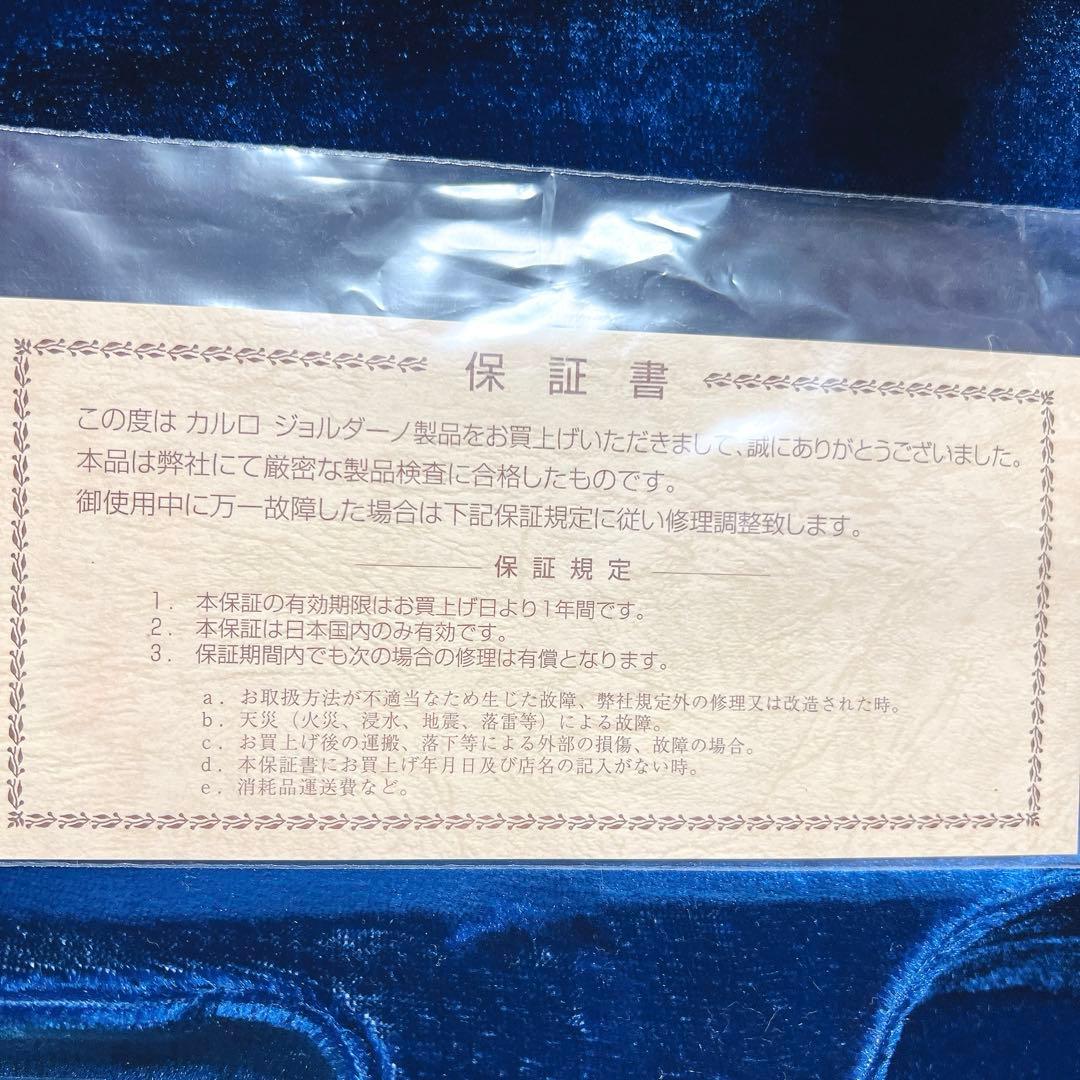 保証書
この度は カルロ ジョルダーノ製品をお買上げいただきまして、誠にありがとうございました。
本品は弊社にて厳密な製品検査に合格したものです。
御使用中に万一故障した場合は下記保証規定に従い修理調整致します。
保証規定
1. 本保証の有効期限はお買上げ日より1年間です。
2. 本保証は日本国内のみ有効です。
3. 保証期間内でも次の場合の修理は有償となります。
a. お取扱方法が不適当なため生じた故障、弊社規定外の修理又は改造された時。
b. 天災（火災、浸水、地震、落雷等）による故障。
c. お買上げ後の運搬、落下等による外部の損傷、故障の場合。
d. 本保証書にお買上げ年月日及び店名の記入がない時。
e. 消耗品運送費など。